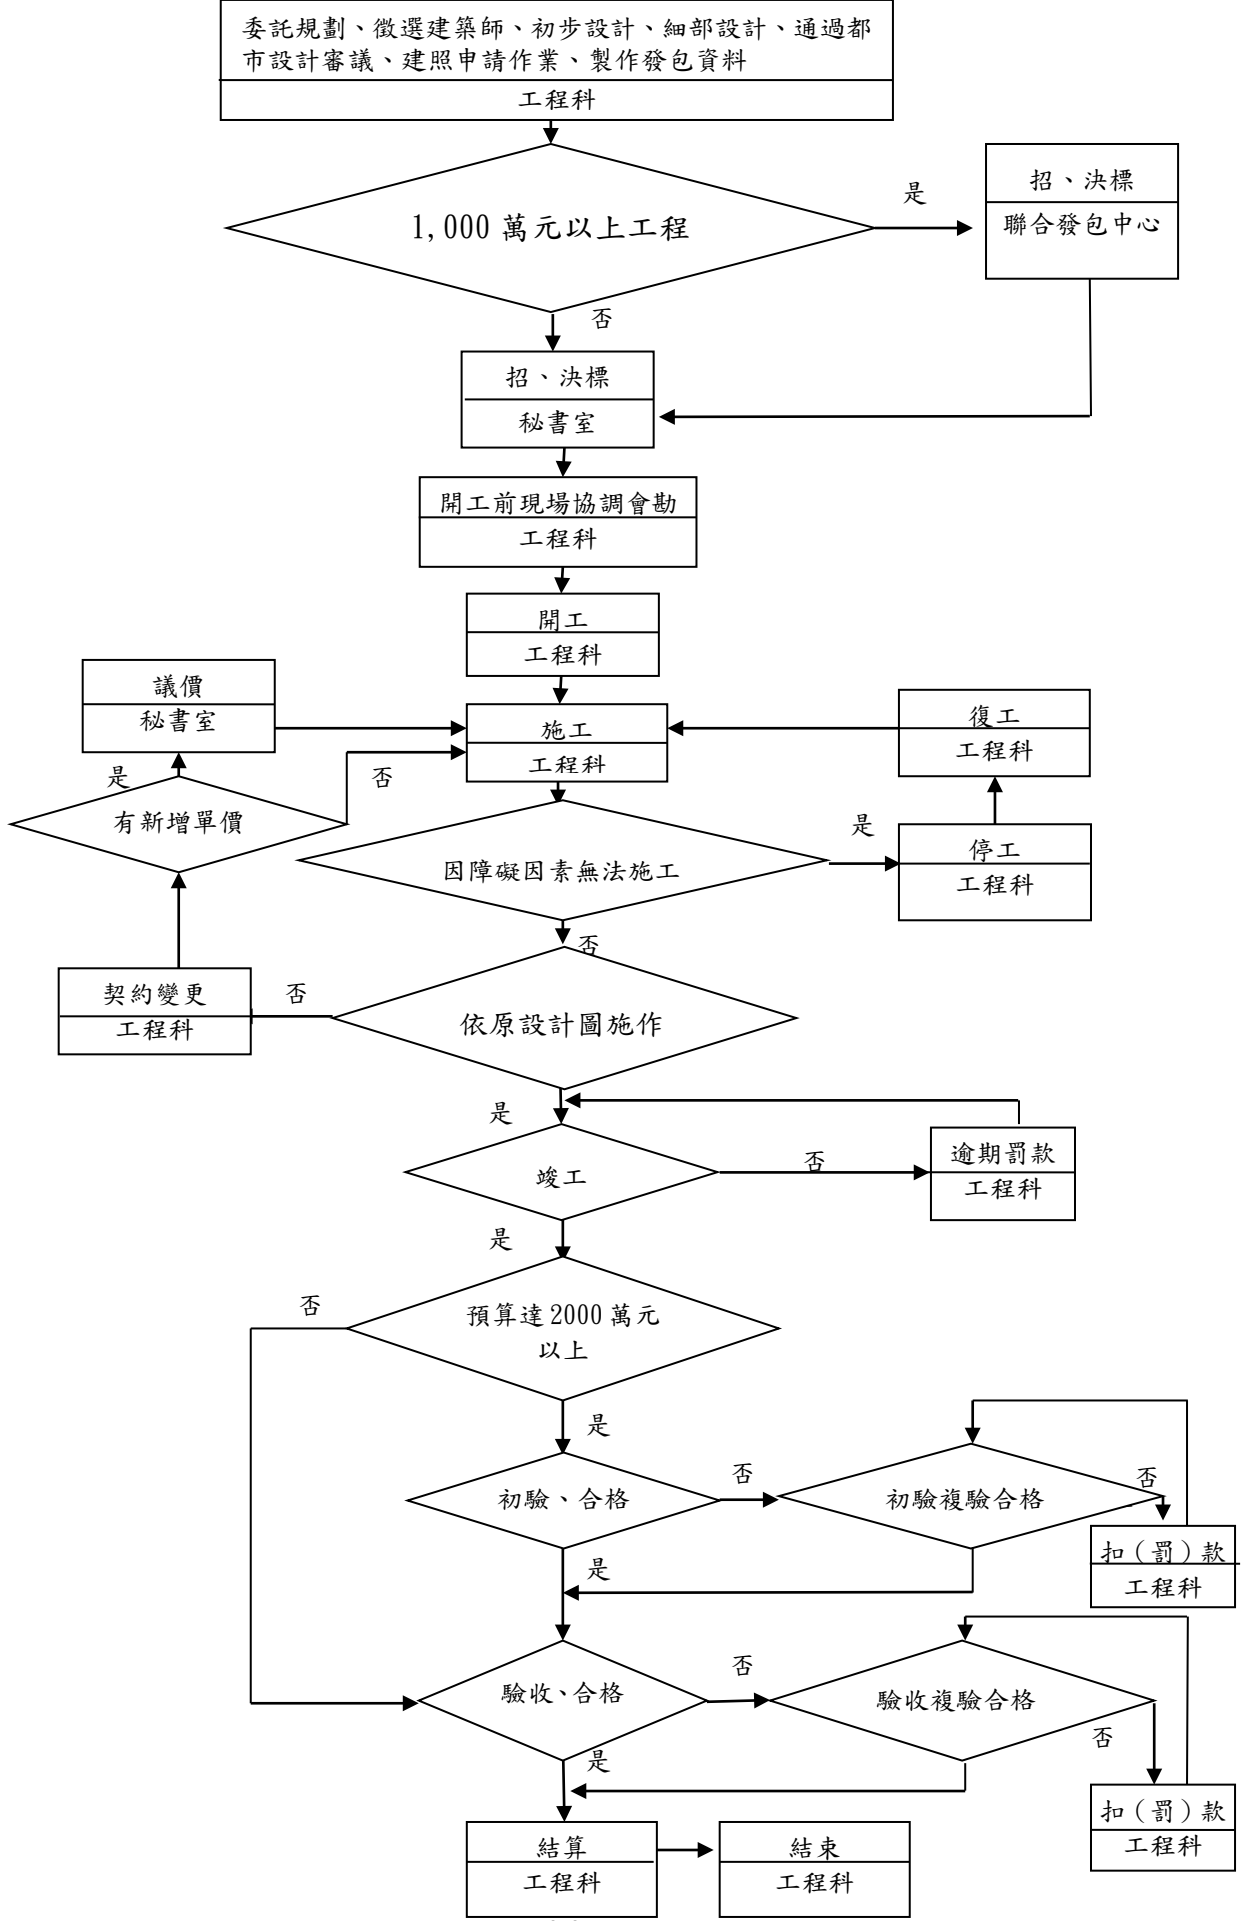 委託規劃、徵選建築師、初步設計、細部設計、通過都
市設計審議、建照申請作業、製作發包資料
工程科
1,000 萬元以上工程
是
招、決標
聯合發包中心
否
招、決標
秘書室
開工前現場協調會勘
工程科
開工
工程科
議價
秘書室
施工
工程科
復工
工程科
是
否
有新增單價
因障礙因素無法施工
是
停工
工程科
否
契約變更
工程科
否
依原設計圖施作
是
竣工
否
逾期罰款
工程科
是
否
預算達 2000 萬元
以上
是
初驗、合格
否
初驗複驗合格
否
扣（罰）款
工程科
是
驗收、合格
否
驗收複驗合格
否
扣（罰）款
工程科
是
結算
工程科
結束
工程科